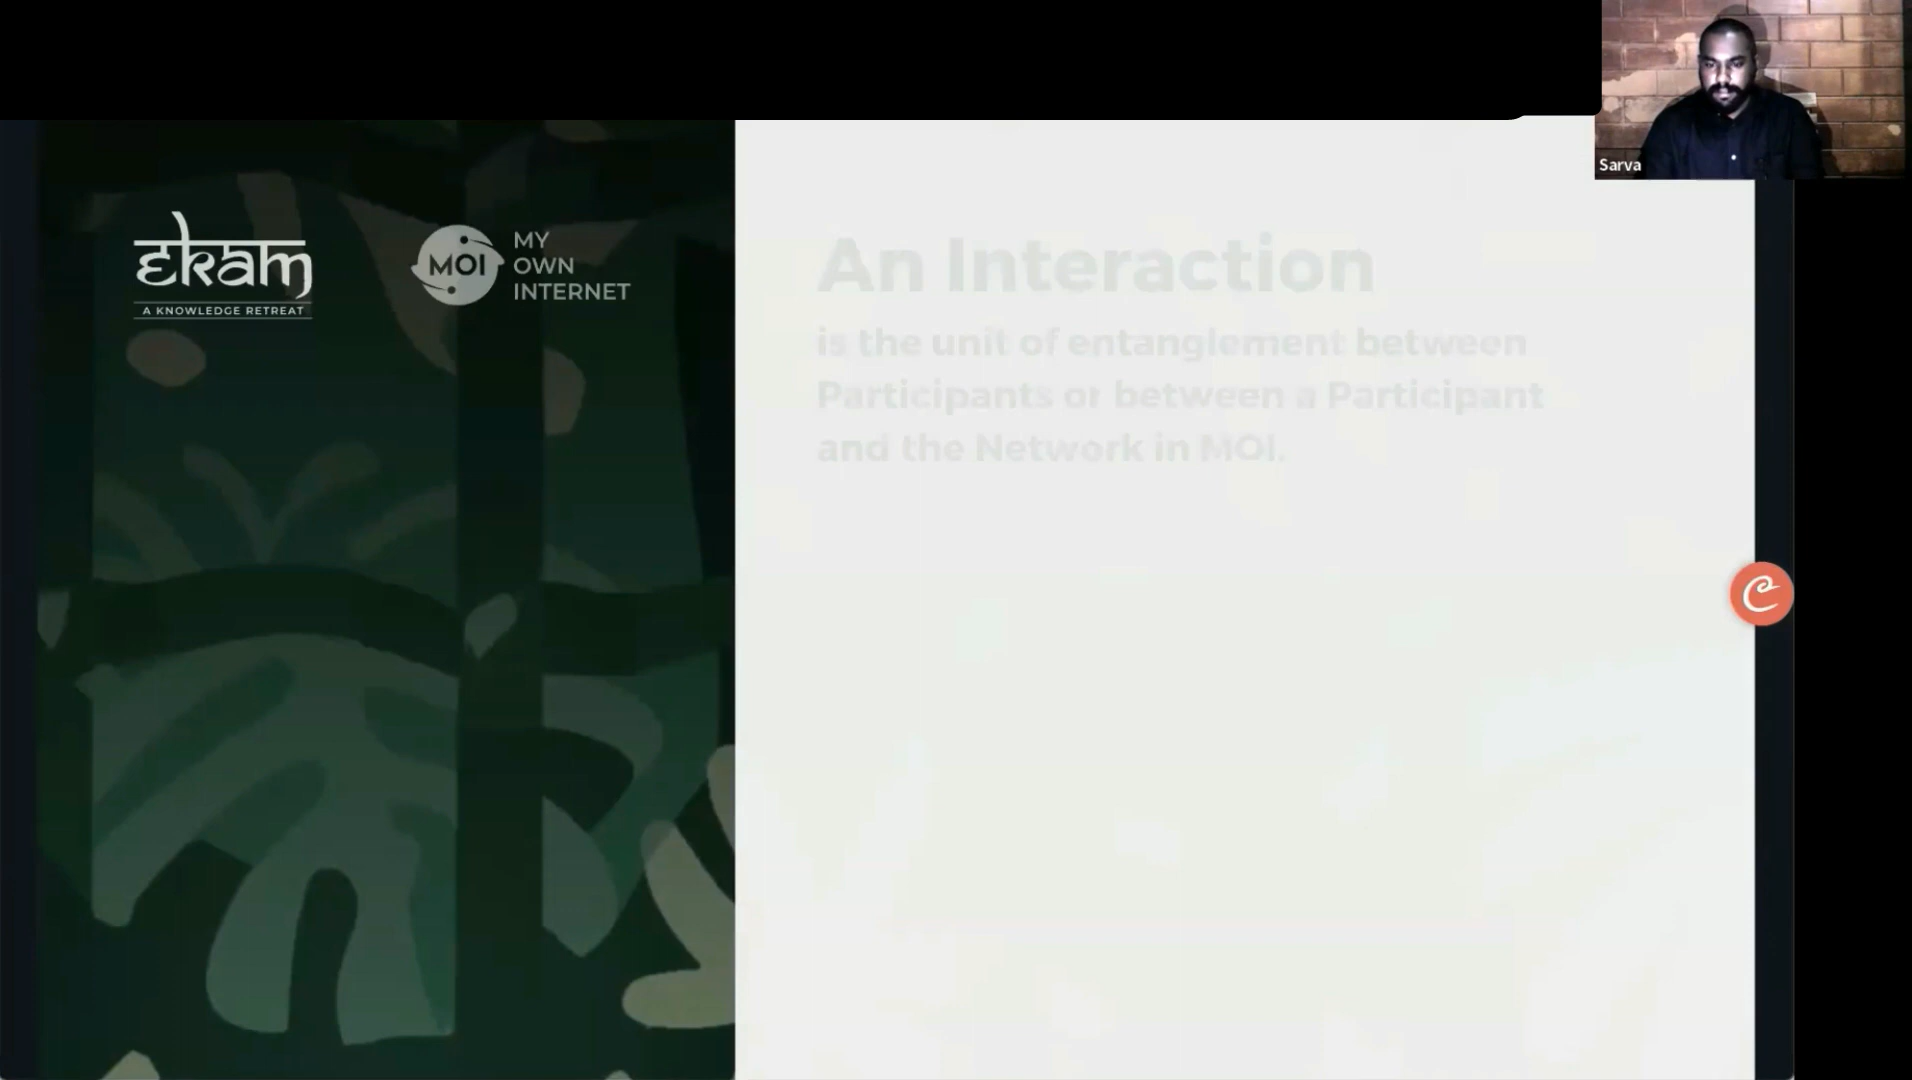 Sarva
ekam
A KNOWLEDGE RETREAT
MOI
MY
OWN
INTERNET
An Interaction
is the unit of entanglement between
Participants or between a Participant
and the Network in MOI.